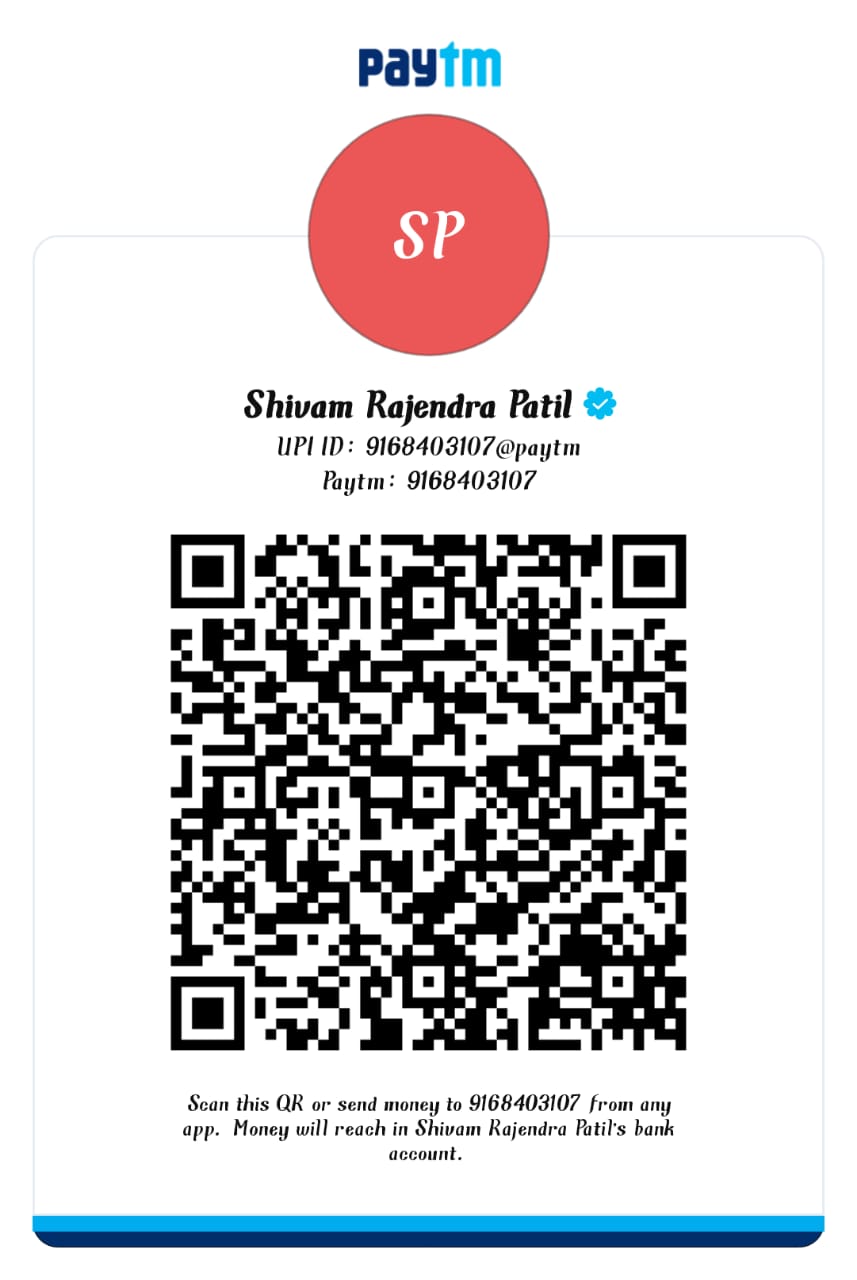 paytm
SP
Shivam Rajendra Patil
UPI ID: 9168403107@paytm
Paytm: 9168403107
Scan this QR or send money to 9168403107 from any
app. Money will reach in Shivam Rajendra Patil's bank
account.